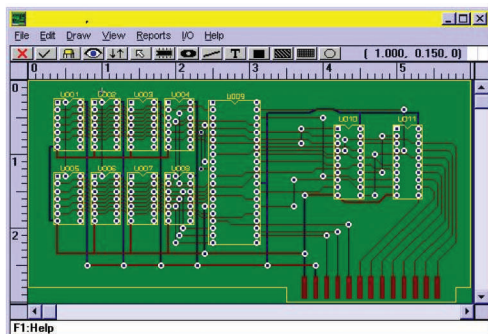 File Edit Draw View Reports I/O Help
T ( 1.000, 0.150, 0)
0 1 2 3 4 5
0
U001 U002 U003 U004 U009
U010 U011
1
U005 U006 U007 U008
2
F1:Help